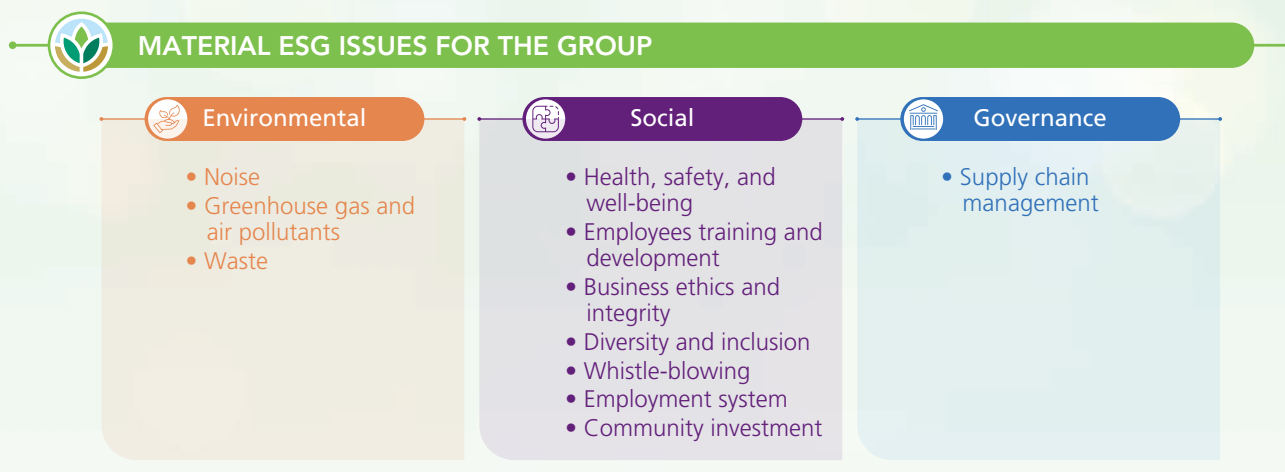 MATERIAL ESG ISSUES FOR THE GROUP
Environmental
• Noise
• Greenhouse gas and
air pollutants
• Waste
Social
• Health, safety, and
well-being
• Employees training and
development
• Business ethics and
integrity
• Diversity and inclusion
• Whistle-blowing
• Employment system
• Community investment
Governance
• Supply chain
management